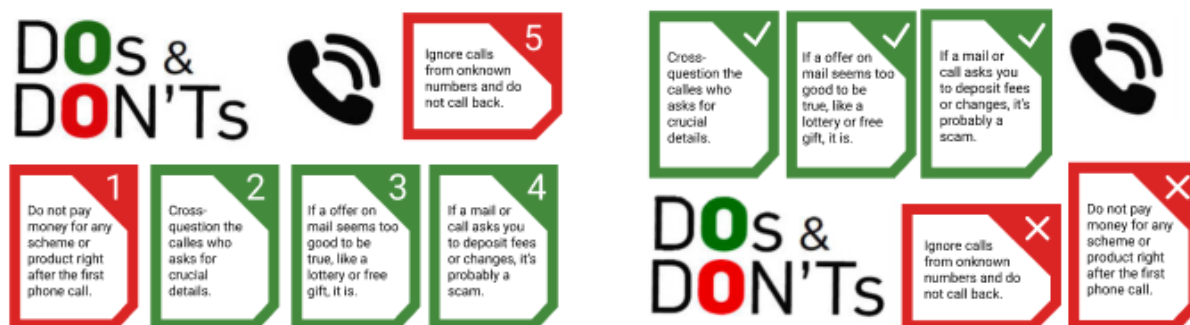 DOs &
DON'Ts
5
Ignore calls
from onknown
numbers and do
not call back.
1
Do not pay
money for any
scheme or
product right
after the first
phone call.
2
Cross-
question the
calles who
asks for
crucial
details.
3
If a offer on
mail seems too
good to be
true, like a
lottery or free
gift, it is.
4
If a mail or
call asks you
to deposit fees
or changes, it's
probably a
scam.
Cross-
question the
calles who
asks for
crucial
details.
If a offer on
mail seems too
good to be
true, like a
lottery or free
gift, it is.
If a mail or
call asks you
to deposit fees
or changes, it's
probably a
scam.
DOs &
DON'Ts
Ignore calls
from onknown
numbers and do
not call back.
Do not pay
money for any
scheme or
product right
after the first
phone call.